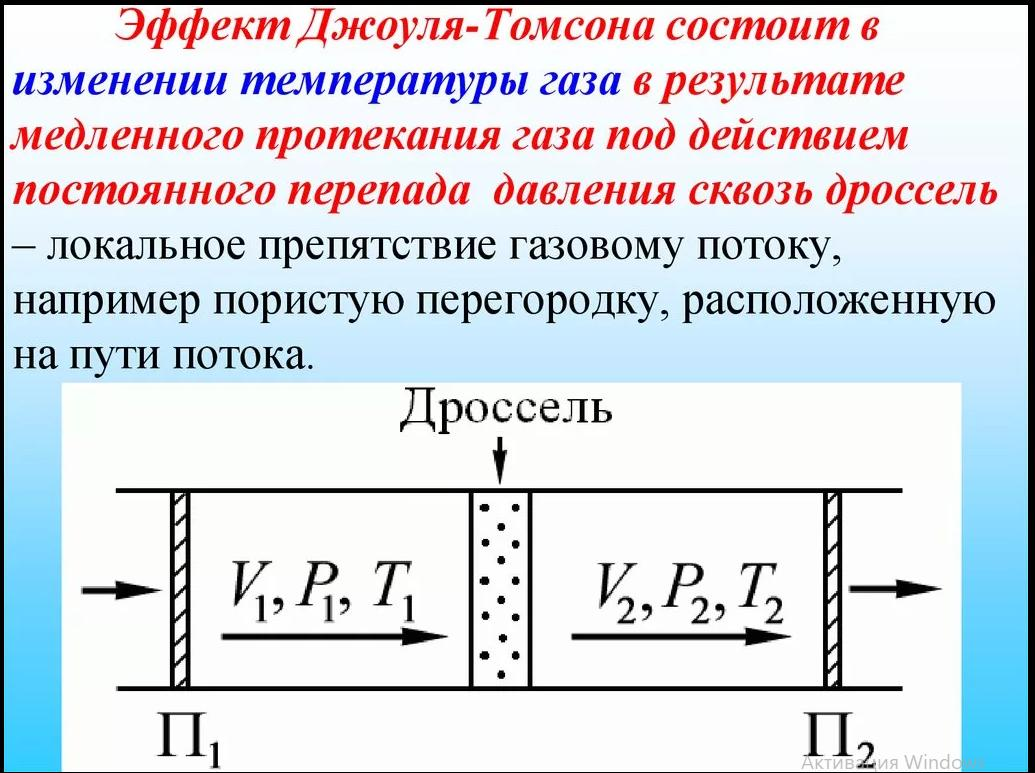 Эффект Джоуля-Томсона состоит в
изменении температуры газа в результате
медленного протекания газа под действием
постоянного перепада давления сквозь дроссель
– локальное препятствие газовому потоку,
например пористую перегородку, расположенную
на пути потока.
Дроссель
V₁, P₁, T₁
V₂, P₂, T₂
П₁
П₂
Активация Windows